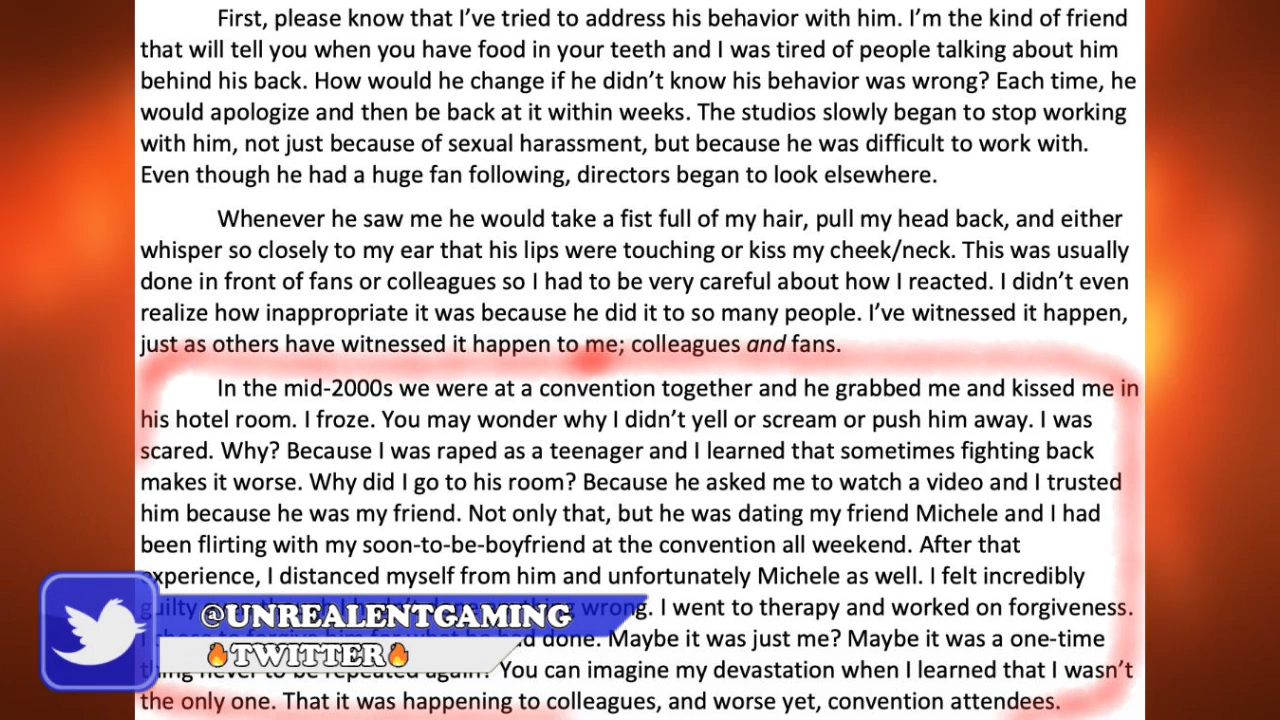 First, please know that I’ve tried to address his behavior with him. I’m the kind of friend
that will tell you when you have food in your teeth and I was tired of people talking about him
behind his back. How would he change if he didn’t know his behavior was wrong? Each time, he
would apologize and then be back at it within weeks. The studios slowly began to stop working
with him, not just because of sexual harassment, but because he was difficult to work with.
Even though he had a huge fan following, directors began to look elsewhere.
Whenever he saw me he would take a fist full of my hair, pull my head back, and either
whisper so closely to my ear that his lips were touching or kiss my cheek/neck. This was usually
done in front of fans or colleagues so I had to be very careful about how I reacted. I didn’t even
realize how inappropriate it was because he did it to so many people. I’ve witnessed it happen,
just as others have witnessed it happen to me; colleagues and fans.
In the mid-2000s we were at a convention together and he grabbed me and kissed me in
his hotel room. I froze. You may wonder why I didn’t yell or scream or push him away. I was
scared. Why? Because I was raped as a teenager and I learned that sometimes fighting back
makes it worse. Why did I go to his room? Because he asked me to watch a video and I trusted
him because he was my friend. Not only that, but he was dating my friend Michele and I had
been flirting with my soon-to-be-boyfriend at the convention all weekend. After that
experience, I distanced myself from him and unfortunately Michele as well. I felt incredibly
guilty wrong. I went to therapy and worked on forgiveness.
had done. Maybe it was just me? Maybe it was a one-time
thing never to be repeated again? You can imagine my devastation when I learned that I wasn’t
the only one. That it was happening to colleagues, and worse yet, convention attendees.
@UNREALENTGAMING
TWITTER